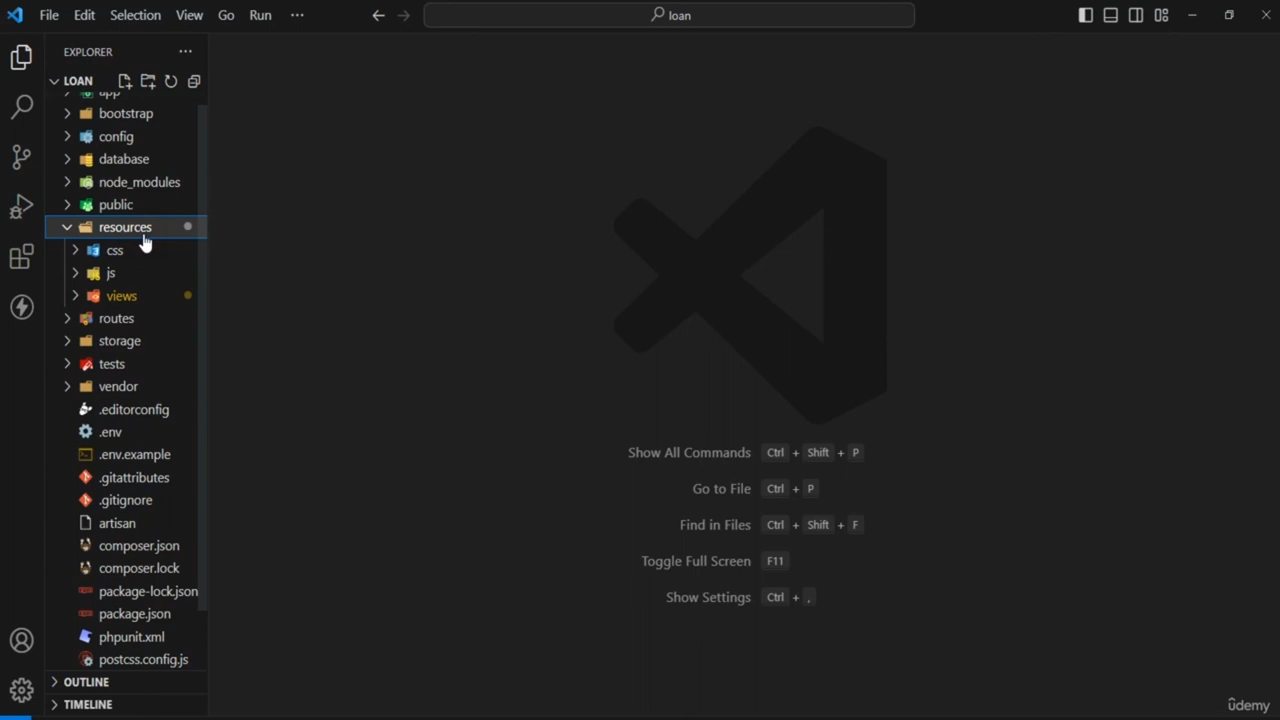 File Edit Selection View Go Run ··· loan
EXPLORER ···
LOAN
app
bootstrap
config
database
node_modules
public
resources
css
js
views
routes
storage
tests
vendor
.editorconfig
.env
.env.example
.gitattributes
.gitignore
artisan
composer.json
composer.lock
package-lock.json
package.json
phpunit.xml
postcss.config.js
OUTLINE
TIMELINE
Show All Commands Ctrl + Shift + P
Go to File Ctrl + P
Find in Files Ctrl + Shift + F
Toggle Full Screen F11
Show Settings Ctrl + ,
ûdemy